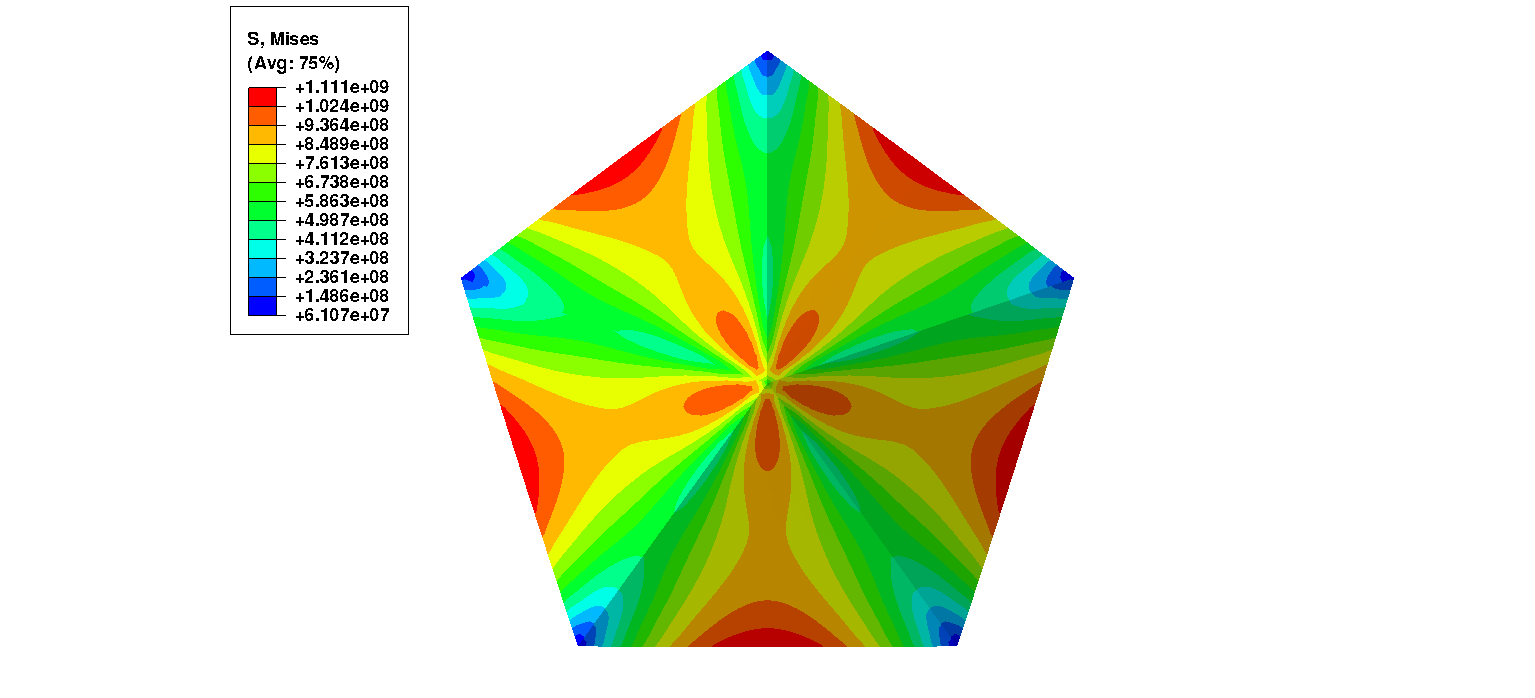 S, Mises
(Avg: 75%)
+1.111e+09
+1.024e+09
+9.364e+08
+8.489e+08
+7.613e+08
+6.738e+08
+5.863e+08
+4.987e+08
+4.112e+08
+3.237e+08
+2.361e+08
+1.486e+08
+6.107e+07